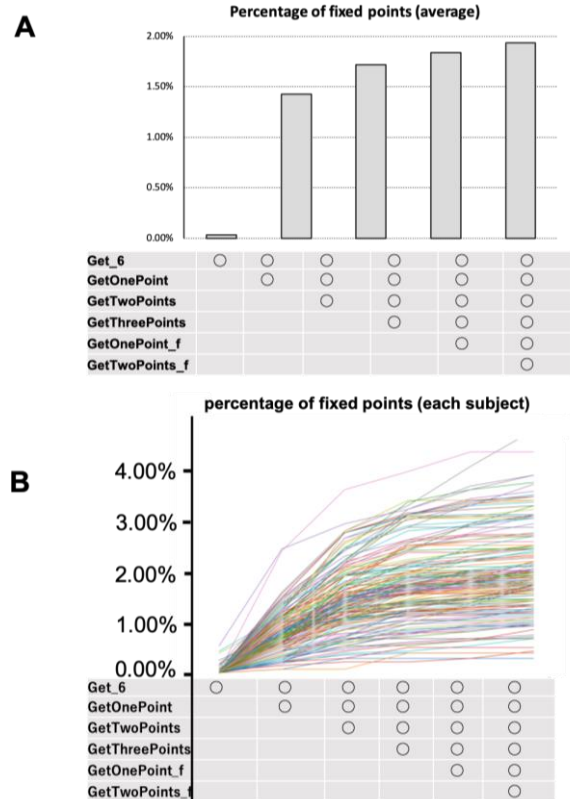 Percentage of fixed points (average)
A
2.00%
1.50%
1.00%
0.50%
0.00%
Get_6
GetOnePoint
GetTwoPoints
GetThreePoints
GetOnePoint_f
GetTwoPoints_f
percentage of fixed points (each subject)
B
4.00%
3.00%
2.00%
1.00%
0.00%
Get_6
GetOnePoint
GetTwoPoints
GetThreePoints
GetOnePoint_f
GetTwoPoints_f